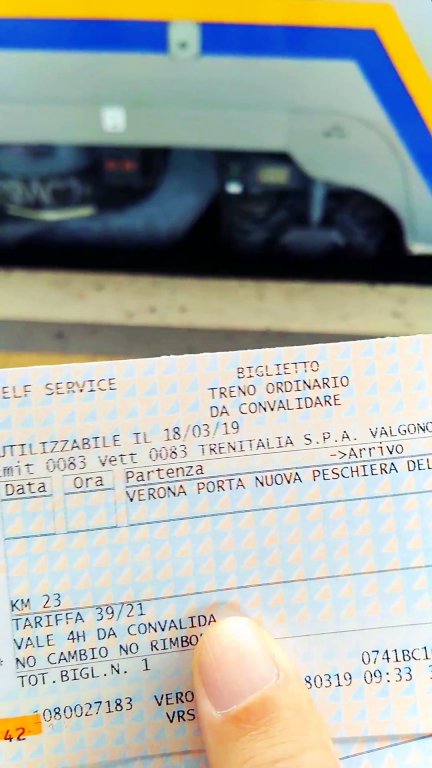 ELF SERVICE
BIGLIETTO
TRENO ORDINARIO
DA CONVALIDARE
UTILIZZABILE IL 18/03/19
mit 0083 Vett 0083 TRENITALIA S.P.A. VALGONO
Data Ora Partenza ->Arrivo
VERONA PORTA NUOVA PESCHIERA DEL
KM 23
TARIFFA 39/21
VALE 4H DA CONVALIDA
* NO CAMBIO NO RIMBO
TOT.BIGL.N. 1
0741BC1
1080027183 VERO 80319 09:33
42 VRS